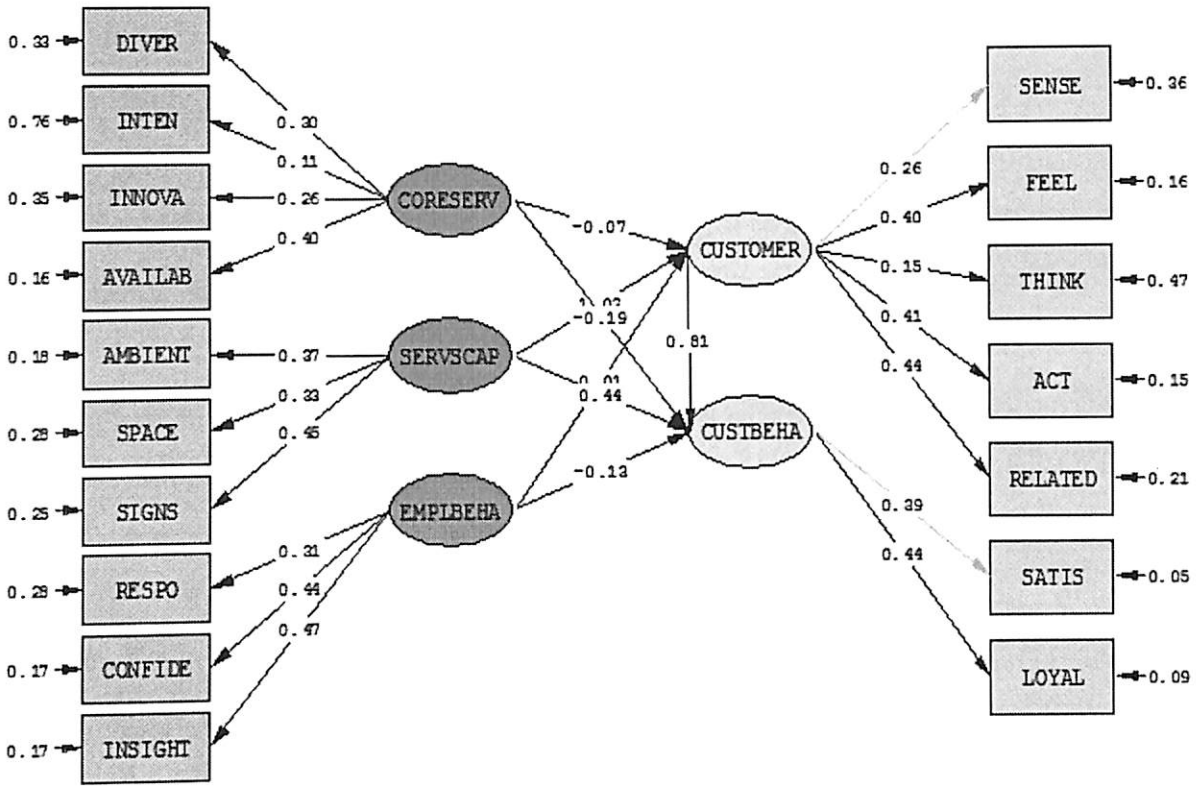 0.33 DIVER
0.76 INTEN
0.35 INNOVA
0.16 AVAILAB
0.18 AMBIENT
0.28 SPACE
0.25 SIGNS
0.28 RESPO
0.17 CONFIDE
0.17 INSIGHT
0.30
0.11
0.26
0.40
0.37
0.33
0.45
0.31
0.44
0.47
CORESERV
SERVSCAP
EMPLBEHA
-0.07
-0.19
0.44
-0.13
CUSTOMER
0.81
CUSTBEHA
0.26
0.40
0.15
0.41
0.44
0.39
0.44
SENSE 0.36
FEEL 0.16
THINK 0.47
ACT 0.15
RELATED 0.21
SATIS 0.05
LOYAL 0.09